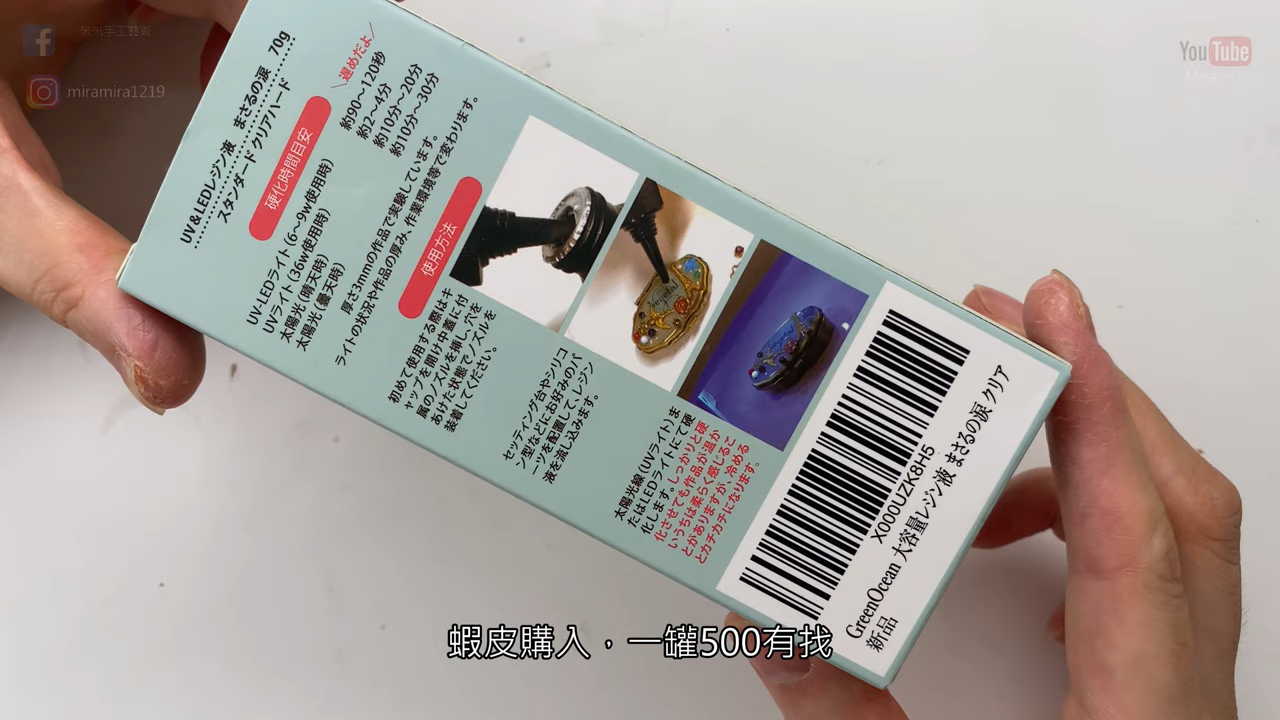 米米手工藝術
miramira1219
YouTube
UV&LEDレジン液 まさるの涙 70g
スタンダード クリアハード
硬化時間目安
\遅めだよ/
UV-LEDライト(6～9w使用時) 約90～120秒
UVライト(36w使用時) 約2～4分
太陽光(晴天時) 約10分～20分
太陽光(曇天時) 約10分～30分
厚さ3mmの作品で実験しています。
ライトの状況や作品の厚み、作業環境等で変わります。
使用方法
初めて使用する際はキ
ャップを開け中蓋に付
属のノズルを挿し、穴を
あけた状態でノズルを
装着してください。
セッティング台やシリコ
ン型などにお好みのパ
ーツを配置して、レジン
液を流し込みます。
太陽光線(UVライト)ま
たはLEDライトにて硬
化します。しっかりと硬
化させても作品が温か
いうちは柔らく感じるこ
とがありますが、冷める
とカチカチになります。
X000UZK8H5
GreenOcean 大容量レジン液 まさるの涙 クリア
新品
蝦皮購入，一罐500有找